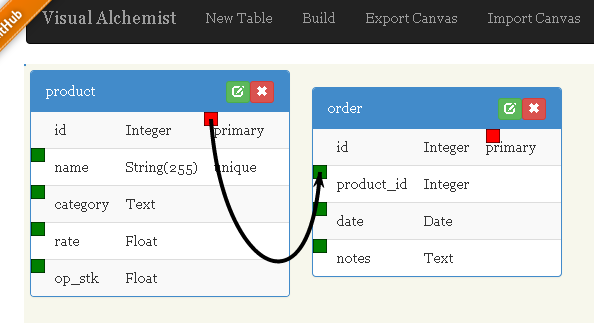 itHub
Visual Alchemist New Table Build Export Canvas Import Canvas
product
id Integer primary
name String(255) unique
category Text
rate Float
op_stk Float
order
id Integer primary
product_id Integer
date Date
notes Text